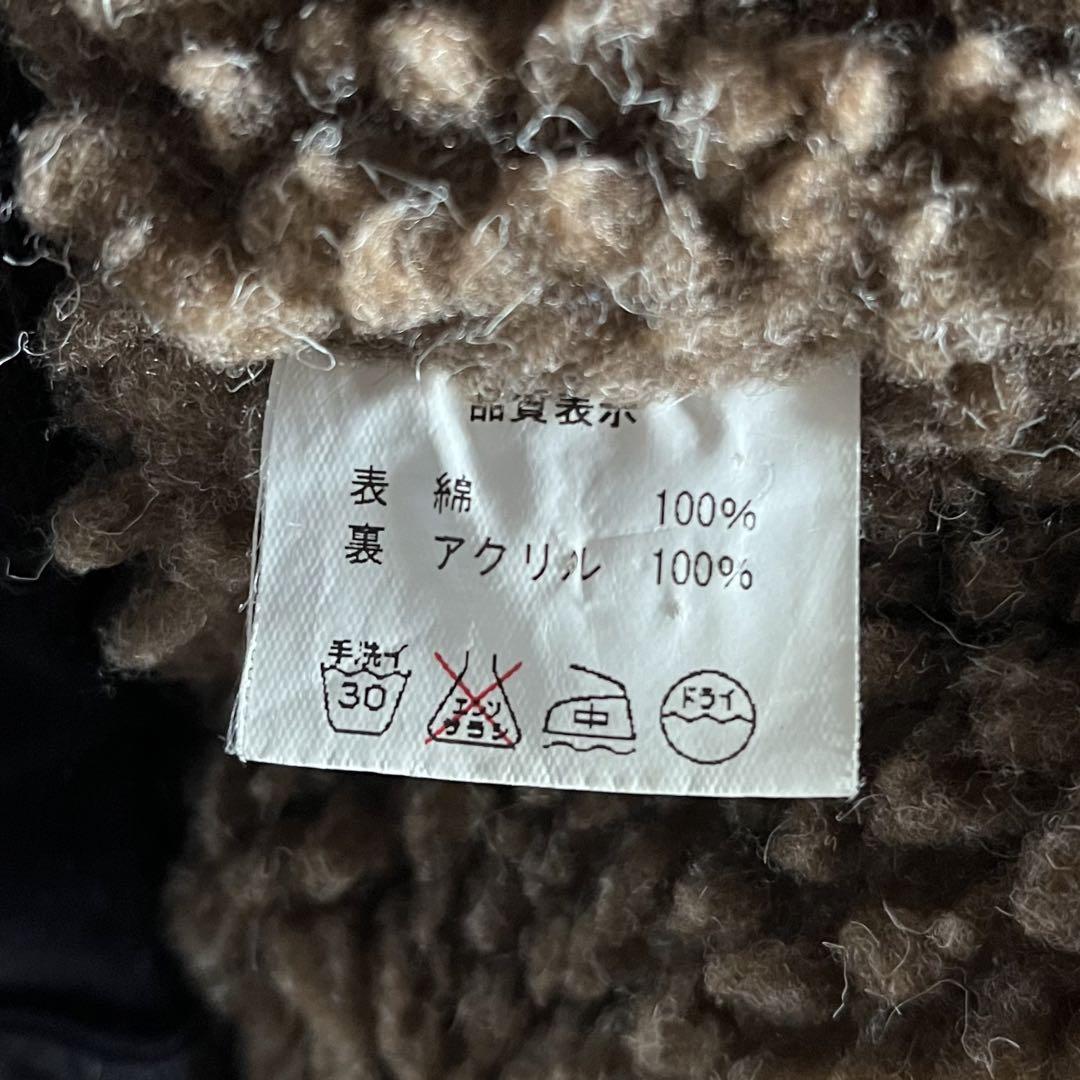 品質表示
表 綿 100%
裏 アクリル 100%
手洗イ
30
エンソ
サラシ
中
ドライ